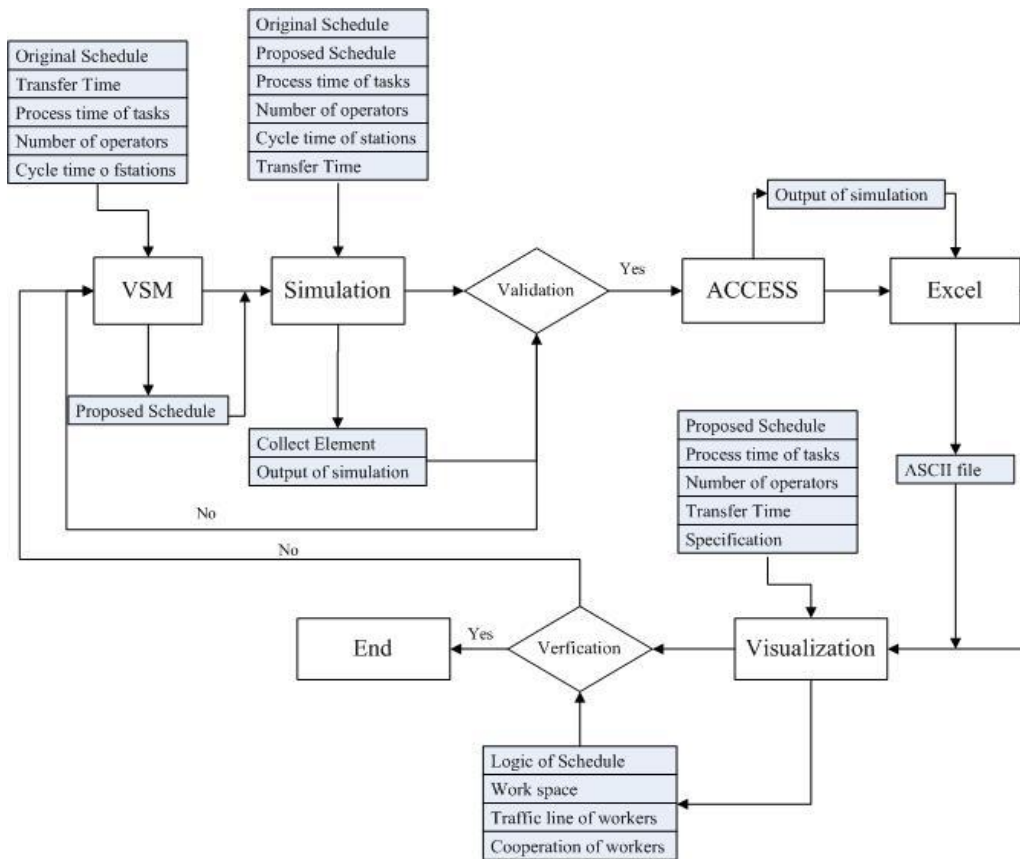 Original Schedule
Transfer Time
Process time of tasks
Number of operators
Cycle time o fstations
Original Schedule
Proposed Schedule
Process time of tasks
Number of operators
Cycle time of stations
Transfer Time
Output of simulation
VSM
Simulation
Validation
Yes
ACCESS
Excel
Proposed Schedule
Collect Element
Output of simulation
No
No
Proposed Schedule
Process time of tasks
Number of operators
Transfer Time
Specification
ASCII file
End
Yes
Verfication
Visualization
Logic of Schedule
Work space
Traffic line of workers
Cooperation of workers